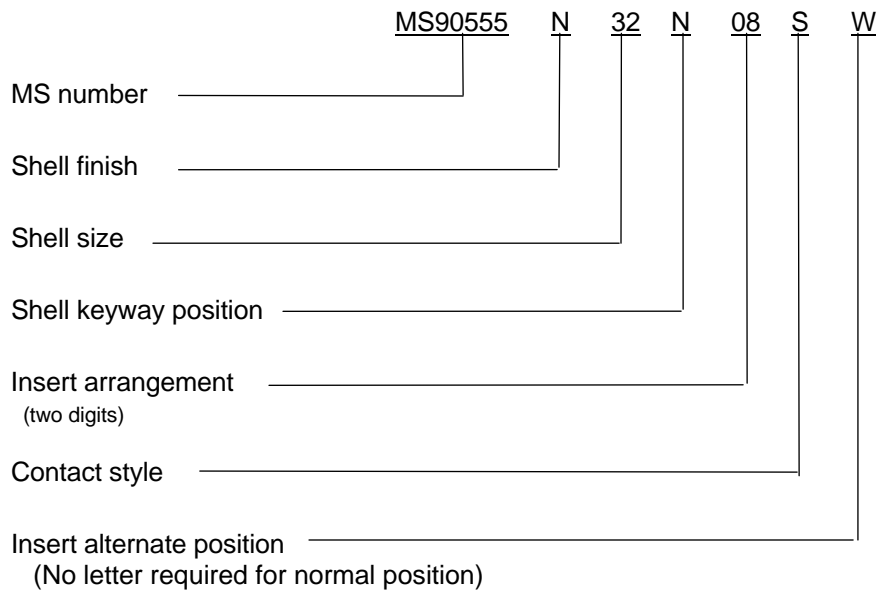 MS90555 N 32 N 08 S W
MS number
Shell finish
Shell size
Shell keyway position
Insert arrangement
(two digits)
Contact style
Insert alternate position
(No letter required for normal position)